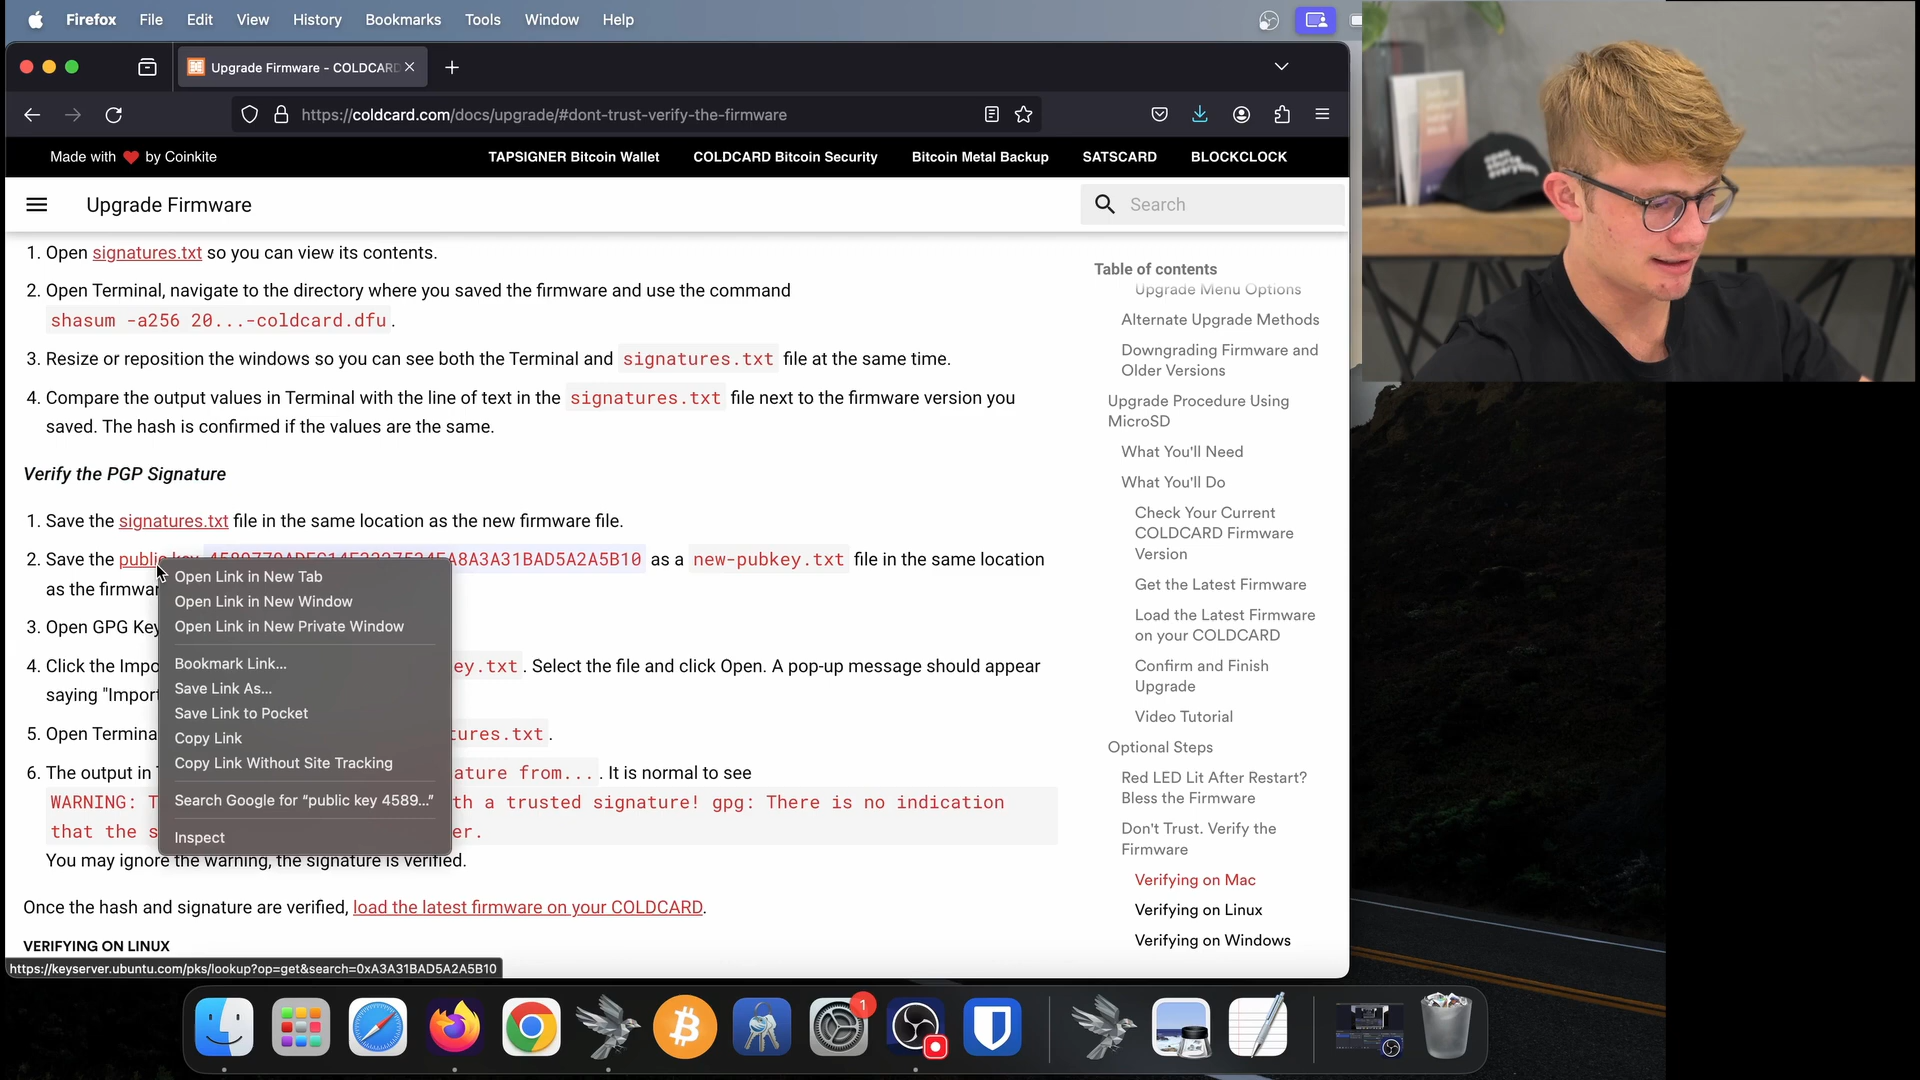 Firefox File Edit View History Bookmarks Tools Window Help
Upgrade Firmware - COLDCARD
https://coldcard.com/docs/upgrade/#dont-trust-verify-the-firmware
Made with by Coinkite
TAPSIGNER Bitcoin Wallet COLDCARD Bitcoin Security Bitcoin Metal Backup SATSCARD BLOCKCLOCK
Upgrade Firmware
Search
1. Open signatures.txt so you can view its contents.
2. Open Terminal, navigate to the directory where you saved the firmware and use the command
shasum -a256 20...-coldcard.dfu.
3. Resize or reposition the windows so you can see both the Terminal and signatures.txt file at the same time.
4. Compare the output values in Terminal with the line of text in the signatures.txt file next to the firmware version you
saved. The hash is confirmed if the values are the same.
Verify the PGP Signature
1. Save the signatures.txt file in the same location as the new firmware file.
2. Save the public key A8A3A31BAD5A2A5B10 as a new-pubkey.txt file in the same location
as the firmwar
3. Open GPG Key
4. Click the Impo ey.txt. Select the file and click Open. A pop-up message should appear
saying "Import
5. Open Termina tures.txt.
6. The output in ature from.... It is normal to see
WARNING: T th a trusted signature! gpg: There is no indication
that the s er.
You may ignore the warning, the signature is verified.
Once the hash and signature are verified, load the latest firmware on your COLDCARD.
VERIFYING ON LINUX
https://keyserver.ubuntu.com/pks/lookup?op=get&search=0xA3A31BAD5A2A5B10
Open Link in New Tab
Open Link in New Window
Open Link in New Private Window
Bookmark Link...
Save Link As...
Save Link to Pocket
Copy Link
Copy Link Without Site Tracking
Search Google for “public key 4589...”
Inspect
Table of contents
Upgrade Menu Options
Alternate Upgrade Methods
Downgrading Firmware and
Older Versions
Upgrade Procedure Using
MicroSD
What You'll Need
What You'll Do
Check Your Current
COLDCARD Firmware
Version
Get the Latest Firmware
Load the Latest Firmware
on your COLDCARD
Confirm and Finish
Upgrade
Video Tutorial
Optional Steps
Red LED Lit After Restart?
Bless the Firmware
Don't Trust. Verify the
Firmware
Verifying on Mac
Verifying on Linux
Verifying on Windows
1